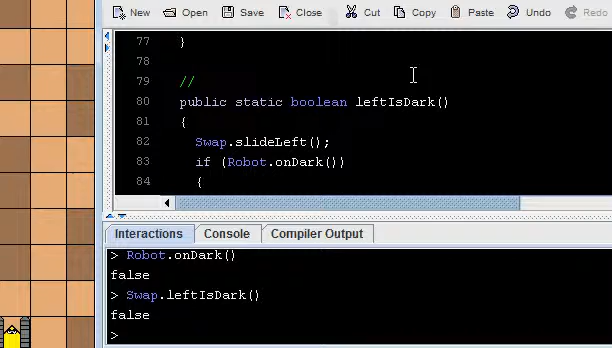 New Open Save Close Cut Copy Paste Undo Redo
77 }
78
79 //
80 public static boolean leftIsDark()
81 {
82 Swap.slideLeft();
83 if (Robot.onDark())
84 {
Interactions Console Compiler Output
> Robot.onDark()
false
> Swap.leftIsDark()
false
>